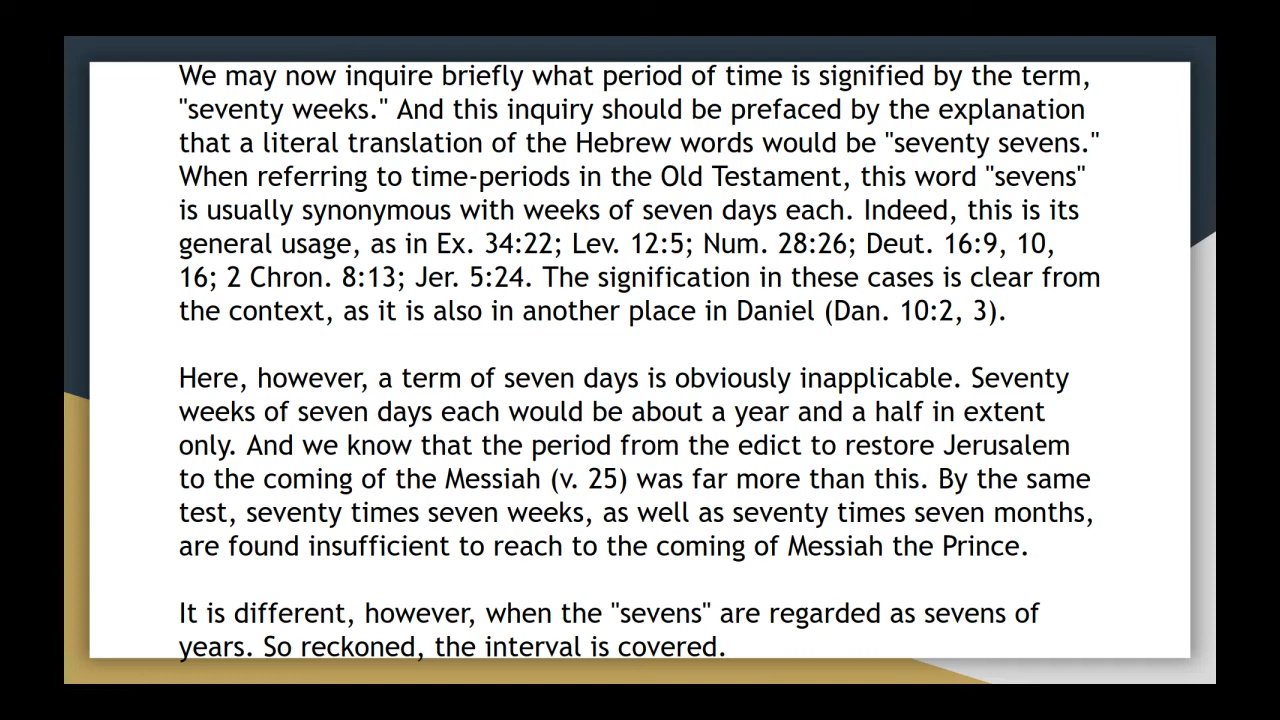 We may now inquire briefly what period of time is signified by the term,
"seventy weeks." And this inquiry should be prefaced by the explanation
that a literal translation of the Hebrew words would be "seventy sevens."
When referring to time-periods in the Old Testament, this word "sevens"
is usually synonymous with weeks of seven days each. Indeed, this is its
general usage, as in Ex. 34:22; Lev. 12:5; Num. 28:26; Deut. 16:9, 10,
16; 2 Chron. 8:13; Jer. 5:24. The signification in these cases is clear from
the context, as it is also in another place in Daniel (Dan. 10:2, 3).
Here, however, a term of seven days is obviously inapplicable. Seventy
weeks of seven days each would be about a year and a half in extent
only. And we know that the period from the edict to restore Jerusalem
to the coming of the Messiah (v. 25) was far more than this. By the same
test, seventy times seven weeks, as well as seventy times seven months,
are found insufficient to reach to the coming of Messiah the Prince.
It is different, however, when the "sevens" are regarded as sevens of
years. So reckoned, the interval is covered.